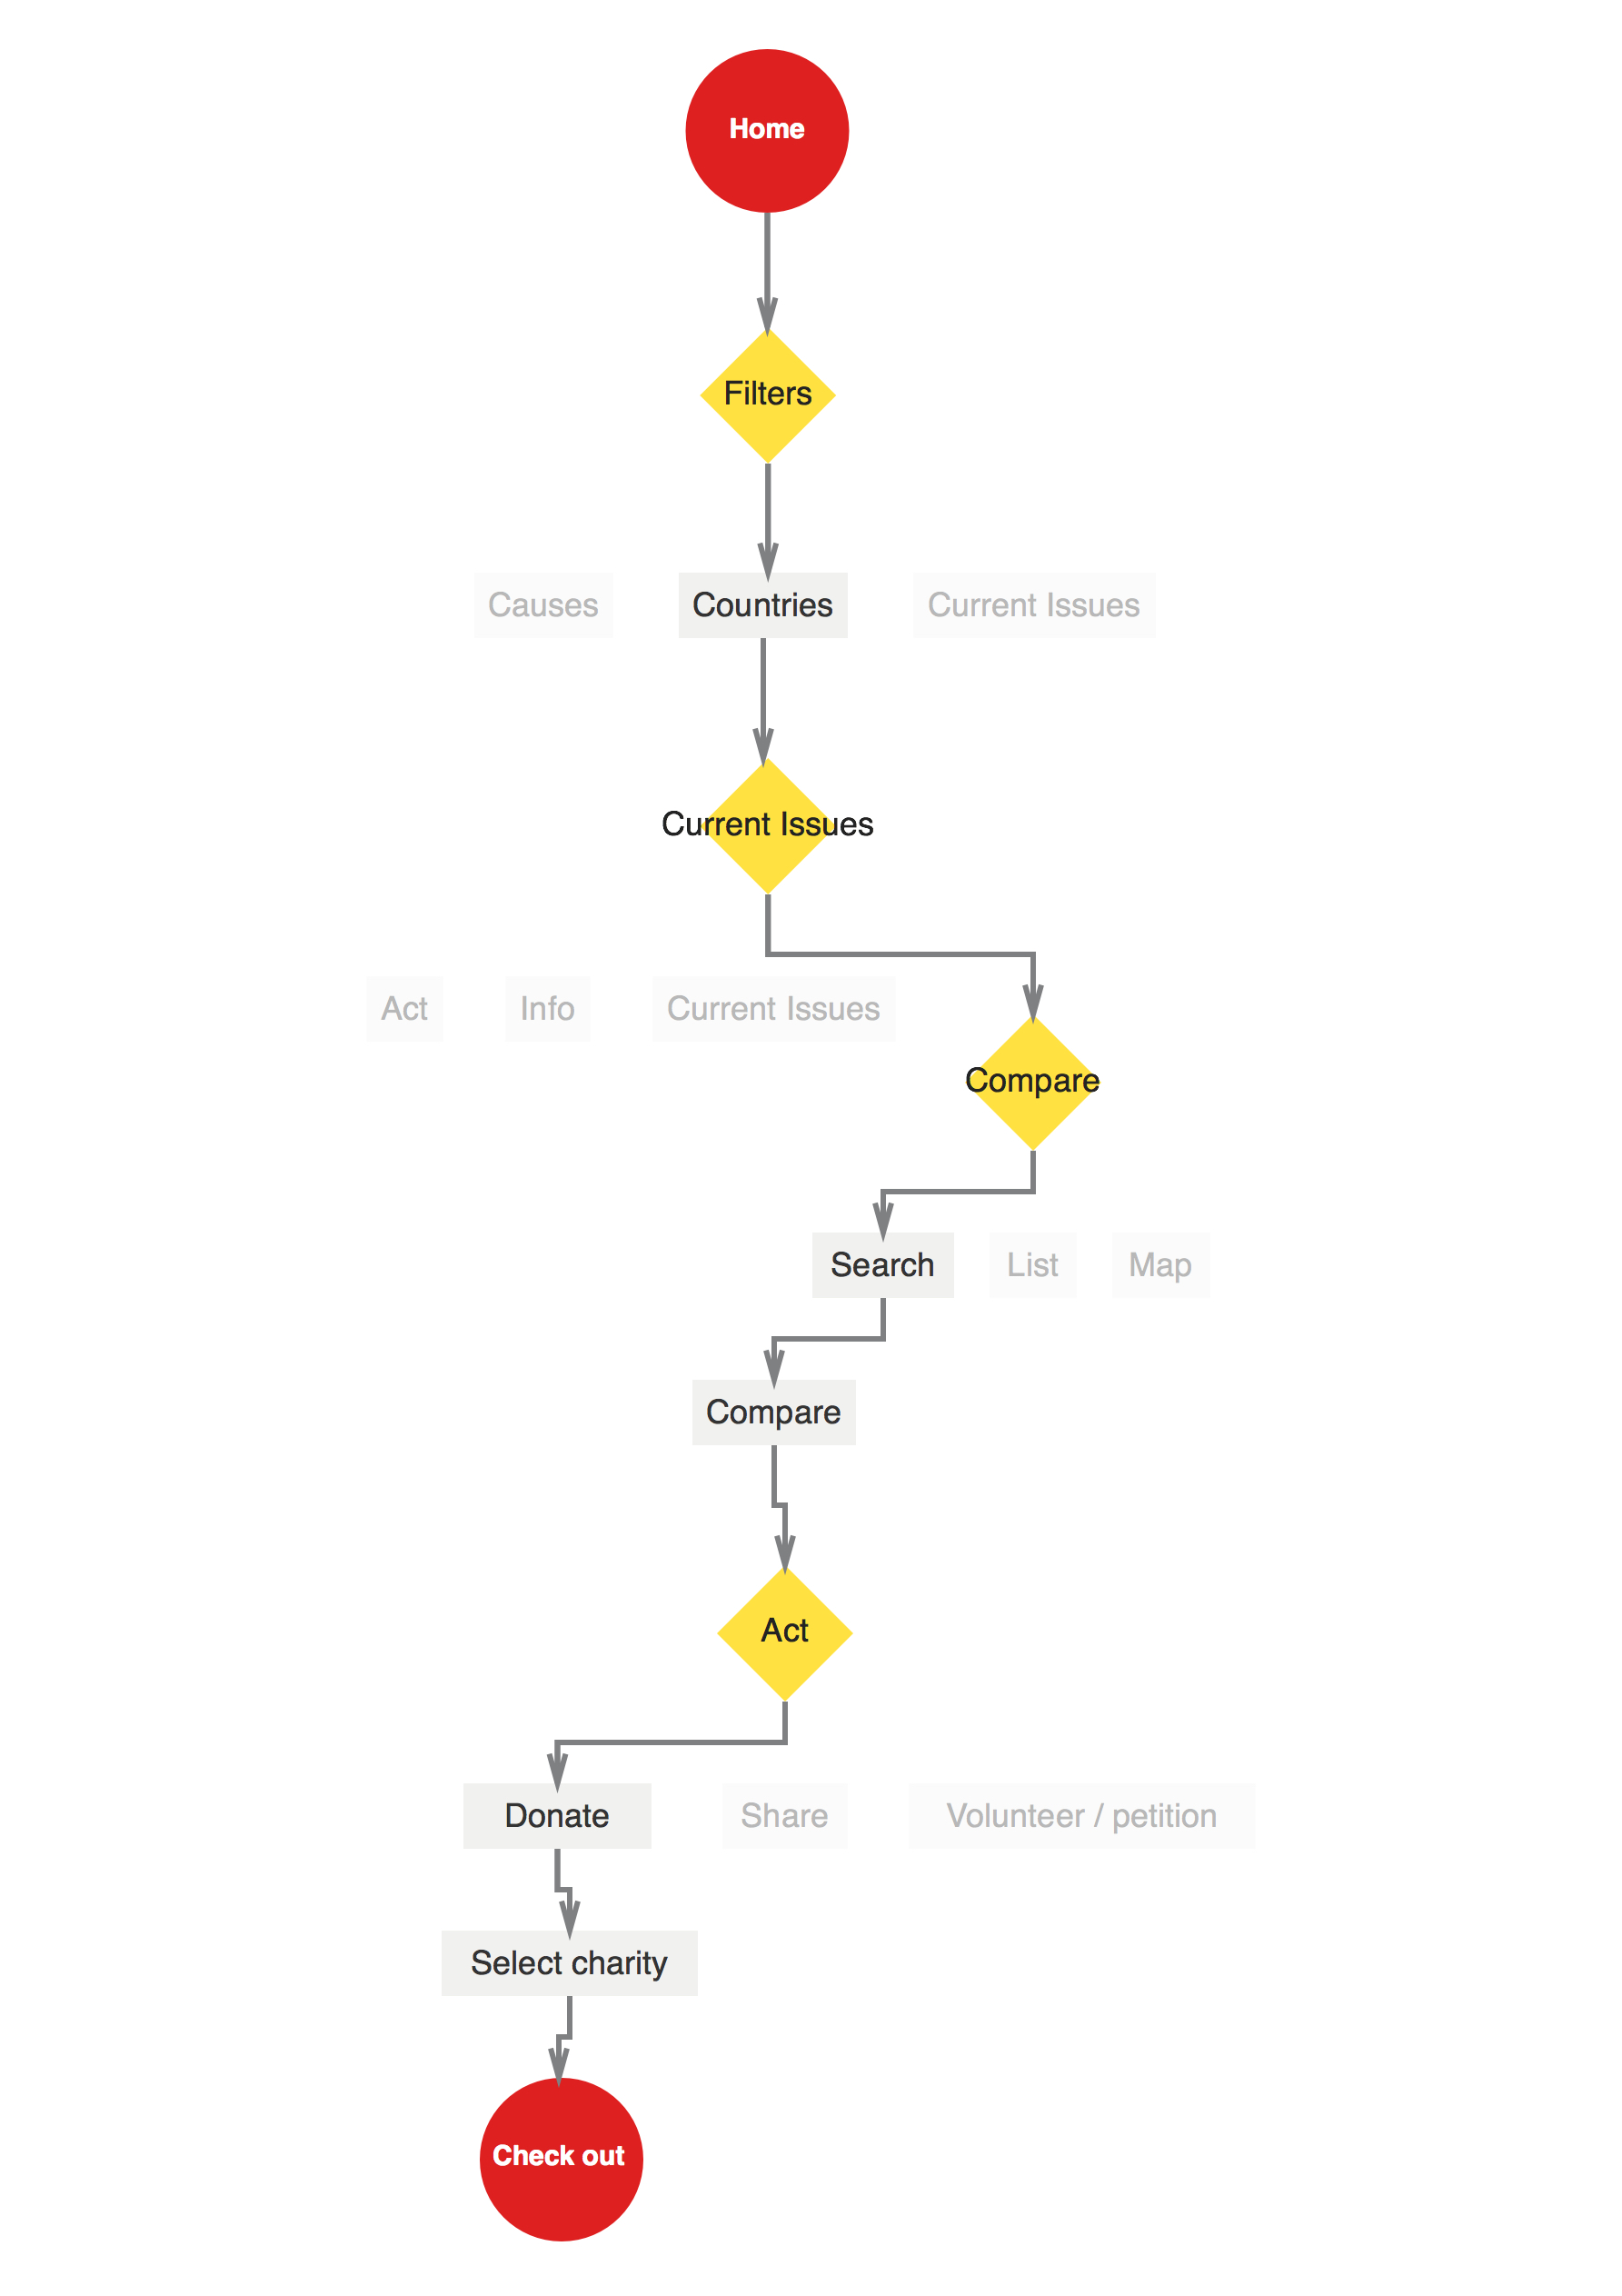 Home
Filters
Causes
Countries
Current Issues
Current Issues
Act
Info
Current Issues
Compare
Search
List
Map
Compare
Act
Donate
Share
Volunteer / petition
Select charity
Check out